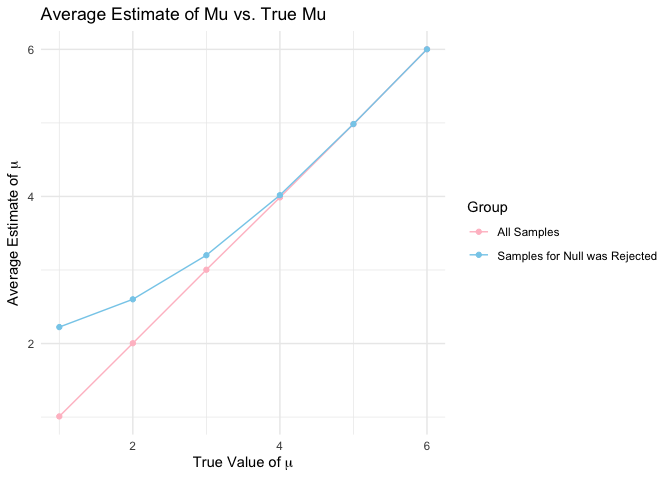 Average Estimate of Mu vs. True Mu
Average Estimate of μ
6
4
2
2
4
6
True Value of μ
Group
All Samples
Samples for Null was Rejected